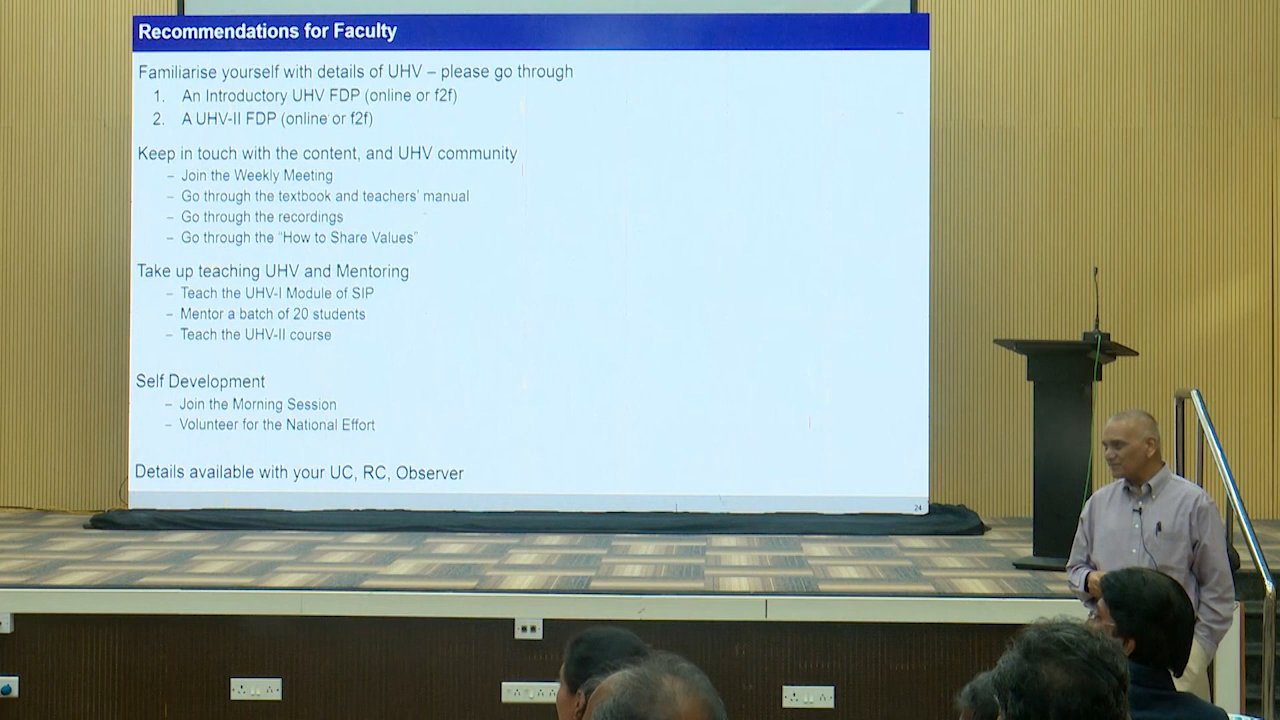 Recommendations for Faculty
Familiarise yourself with details of UHV – please go through
1. An Introductory UHV FDP (online or f2f)
2. A UHV-II FDP (online or f2f)
Keep in touch with the content, and UHV community
– Join the Weekly Meeting
– Go through the textbook and teachers' manual
– Go through the recordings
– Go through the "How to Share Values"
Take up teaching UHV and Mentoring
– Teach the UHV-I Module of SIP
– Mentor a batch of 20 students
– Teach the UHV-II course
Self Development
– Join the Morning Session
– Volunteer for the National Effort
Details available with your UC, RC, Observer
24